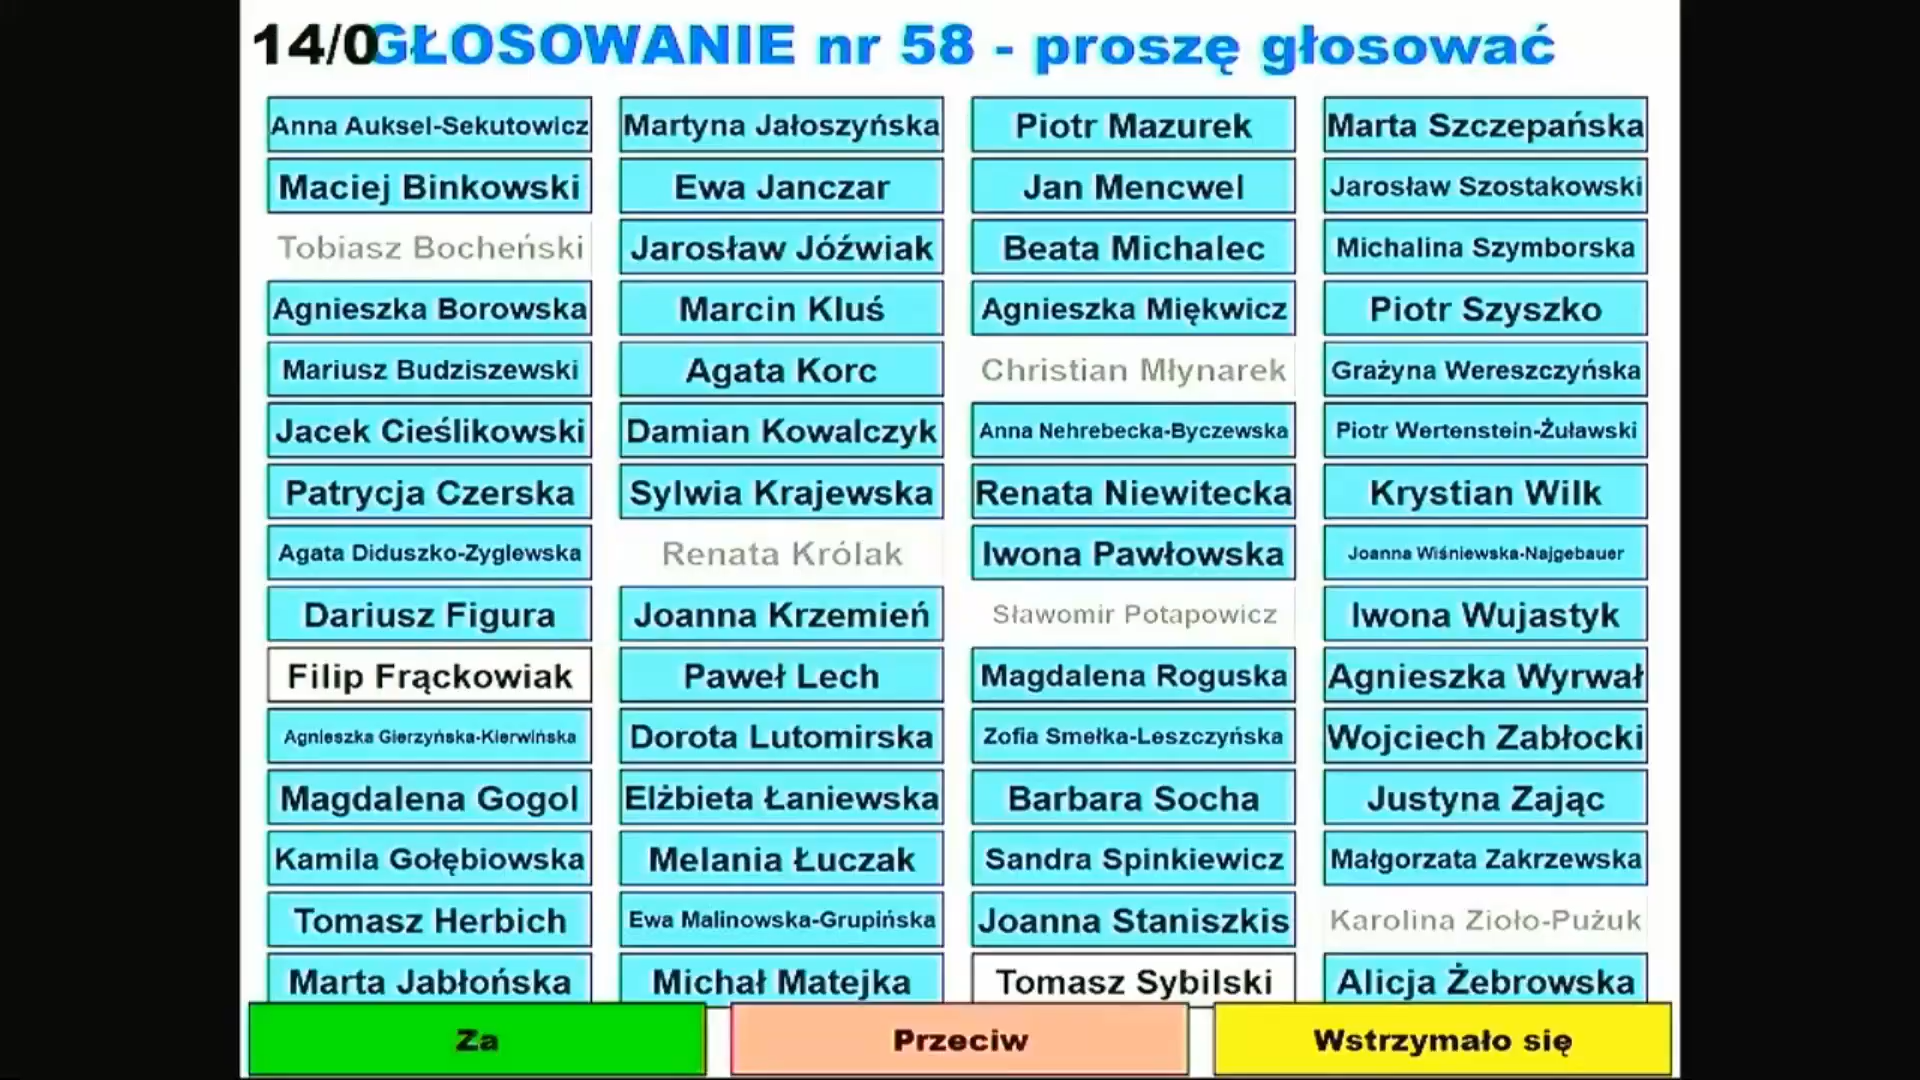 14/0 GŁOSOWANIE nr 58 - proszę głosować
Anna Auksel-Sekutowicz
Maciej Binkowski
Tobiasz Bocheński
Agnieszka Borowska
Mariusz Budziszewski
Jacek Cieślikowski
Patrycja Czerska
Agata Diduszko-Zyglewska
Dariusz Figura
Filip Frąckowiak
Agnieszka Gierzyńska-Kierwińska
Magdalena Gogol
Kamila Gołębiowska
Tomasz Herbich
Marta Jabłońska
Martyna Jałoszyńska
Ewa Janczar
Jarosław Jóźwiak
Marcin Kluś
Agata Korc
Damian Kowalczyk
Sylwia Krajewska
Renata Królak
Joanna Krzemień
Paweł Lech
Dorota Lutomirska
Elżbieta Łaniewska
Melania Łuczak
Ewa Malinowska-Grupińska
Michał Matejka
Piotr Mazurek
Jan Mencwel
Beata Michalec
Agnieszka Miękwicz
Christian Młynarek
Anna Nehrebecka-Byczewska
Renata Niewitecka
Iwona Pawłowska
Sławomir Potapowicz
Magdalena Roguska
Zofia Smełka-Leszczyńska
Barbara Socha
Sandra Spinkiewicz
Joanna Staniszkis
Tomasz Sybilski
Marta Szczepańska
Jarosław Szostakowski
Michalina Szymborska
Piotr Szyszko
Grażyna Wereszczyńska
Piotr Wertenstein-Żuławski
Krystian Wilk
Joanna Wiśniewska-Najgebauer
Iwona Wujastyk
Agnieszka Wyrwał
Wojciech Zabłocki
Justyna Zając
Małgorzata Zakrzewska
Karolina Zioło-Pużuk
Alicja Żebrowska
Za
Przeciw
Wstrzymało się